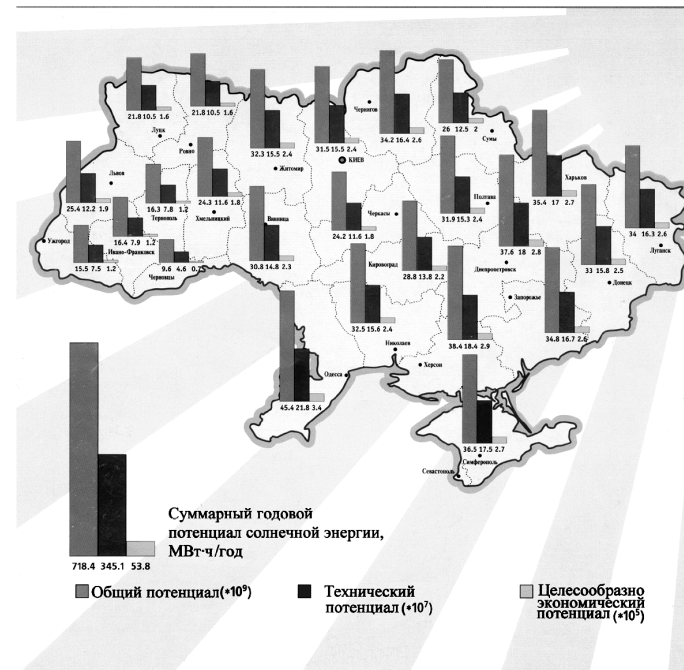 21.8 10.5 1.6
Луцк
21.8 10.5 1.6
Ровно
32.3 15.5 2.4
Житомир
31.5 15.5 2.4
КИЕВ
Чернигов
34.2 16.4 2.6
26 12.5 2
Сумы
25.4 12.2 1.9
Львов
16.3 7.8 1.2
Тернополь
24.3 11.6 1.8
Хмельницкий
Винница
30.8 14.8 2.3
24.2 11.6 1.8
Черкассы
31.9 15.3 2.4
Полтава
35.4 17 2.7
Харьков
34 16.3 2.6
Луганск
Ужгород
15.5 7.5 1.2
16.4 7.9 1.2
Ивано-Франковск
9.6 4.6 0.7
Черновцы
28.8 13.8 2.2
Кировоград
37.6 18 2.8
Днепропетровск
33 15.8 2.5
Донецк
32.5 15.6 2.4
Николаев
38.4 18.4 2.9
Запорожье
34.8 16.7 2.6
Херсон
Одесса
45.4 21.8 3.4
36.5 17.5 2.7
Симферополь
Севастополь
718.4 345.1 53.8
Суммарный годовой
потенциал солнечной энергии,
МВт·ч/год
Общий потенциал (*10⁹)
Технический
потенциал (*10⁷)
Целесообразно
экономический
потенциал (*10⁵)